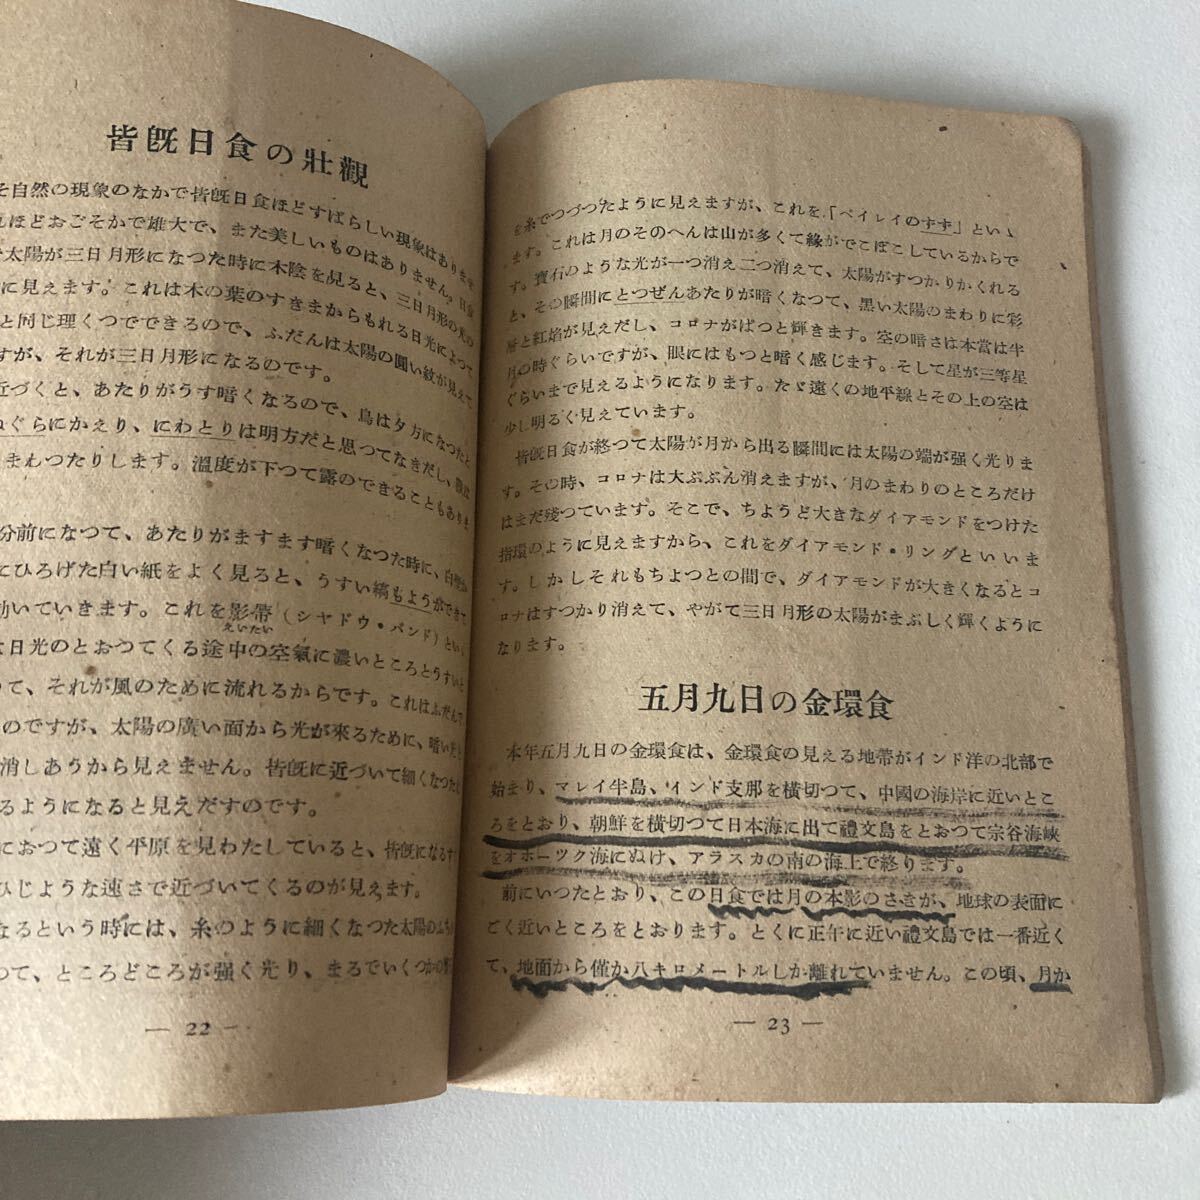 皆既日食の壯觀
そ自然の現象のなかで皆既日食ほどすばらしい現象はありませ
れほどおごそかで雄大で、また美しいものはありません。日食
太陽が三日月形になつた時に木陰を見ると、三日月形の光の
に見えます。これは木の葉のすきまからもれる日光によつて
と同じ理くつでできるので、ふだんは太陽の圓い紋が見えて
すが、それが三日月形になるのです。
近づくと、あたりがうす暗くなるので、鳥は夕方になつたと
ねぐらにかえり、にわとりは明方だと思つてなきだし、
まむつたりします。溫度が下つて露のできることもありま
分前になつて、あたりがますます暗くなつた時に、白壁か
にひろげた白い紙をよく見ると、うすい縞もようができて
動いていきます。これを影帶(シヤドウ・バンド)とい
えいたい
な日光のとおつてくる途中の空氣に濃いところとうすいと
つて、それが風のために流れるからです。これはふだんで
のですが、太陽の廣い面から光が來るために、暗い
消しあうから見えません。皆既に近づいて細くなつた
るようになると見えだすのです。
におつて遠く平原を見わたしていると、皆既になる
ひじような速さで近づいてくるのが見えます。
なるという時には、糸のように細くなつた太陽のふち
つて、ところどころが强く光り、まるでいくつかの
— 22 —
を糸でつづつたように見えますが、これを「ベイレイのすす」といゝ
ます。これは月のそのへんは山が多くて緣がでこぼこしているからで
す。寶石のような光が一つ消え二つ消えて、太陽がすつかりかくれる
と、その瞬間にとつぜんあたりが暗くなつて、黑い太陽のまわりに彩
層と紅焰が見えだし、コロナがぱつと輝きます。空の暗さは本當は半
月の時ぐらいですが、眼にはもつと暗く感じます。そして星が三等星
ぐらいまで見えるようになります。たゞ遠くの地平線とその上の空は
少し明るく見えています。
皆既日食が終つて太陽が月から出る瞬間には太陽の端が强く光りま
す。その時、コロナは大ぶぶん消えますが、月のまわりのところだけ
はまだ殘つています。そこで、ちようど大きなダイアモンドをつけた
指環のように見えますから、これをダイアモンド・リングといいま
す。しかしそれもちよつとの間で、ダイアモンドが大きくなるとコ
ロナはすつかり消えて、やがて三日月形の太陽がまぶしく輝くように
なります。
五月九日の金環食
本年五月九日の金環食は、金環食の見える地帶がインド洋の北部で
始まり、マレイ半島、インド支那を橫切つて、中國の海岸に近いとこ
ろをとおり、朝鮮を橫切つて日本海に出て禮文島をとおつて宗谷海峽
をオホーツク海にぬけ、アラスカの南の海上で終ります。
前にいつたとおり、この日食では月の本影のさきが、地球の表面に
ごく近いところをとおります。とくに正午に近い禮文島では一番近く
て、地面から僅か八キロメートルしか離れていません。この頃、月か
— 23 —